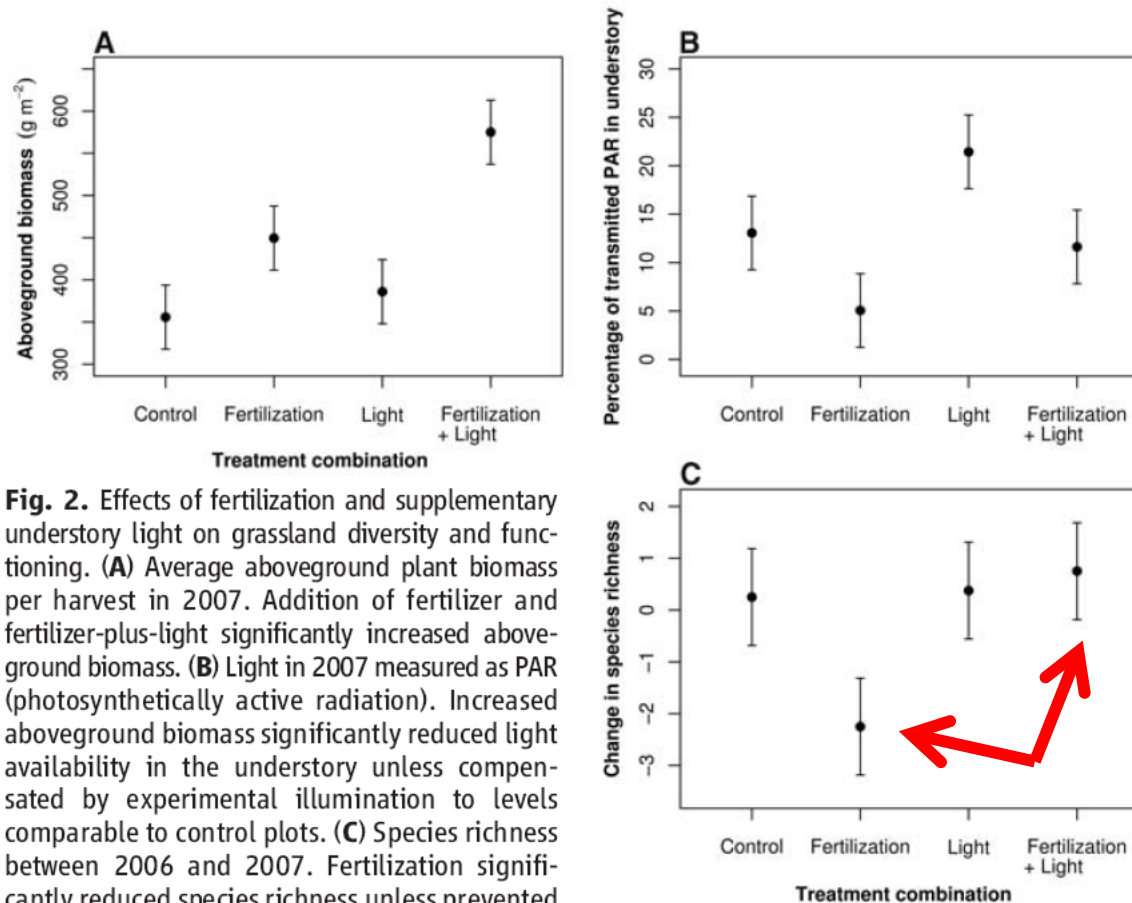 A
Aboveground biomass (g m⁻²)
600
500
400
300
Control Fertilization Light Fertilization
+ Light
Treatment combination
B
Percentage of transmitted PAR in understory
30
25
20
15
10
5
0
Control Fertilization Light Fertilization
+ Light
Fig. 2. Effects of fertilization and supplementary
understory light on grassland diversity and func-
tioning. (A) Average aboveground plant biomass
per harvest in 2007. Addition of fertilizer and
fertilizer-plus-light significantly increased above-
ground biomass. (B) Light in 2007 measured as PAR
(photosynthetically active radiation). Increased
aboveground biomass significantly reduced light
availability in the understory unless compen-
sated by experimental illumination to levels
comparable to control plots. (C) Species richness
between 2006 and 2007. Fertilization signifi-
cantly reduced species richness unless prevented
C
Change in species richness
2
1
0
−1
−2
−3
Control Fertilization Light Fertilization
+ Light
Treatment combination